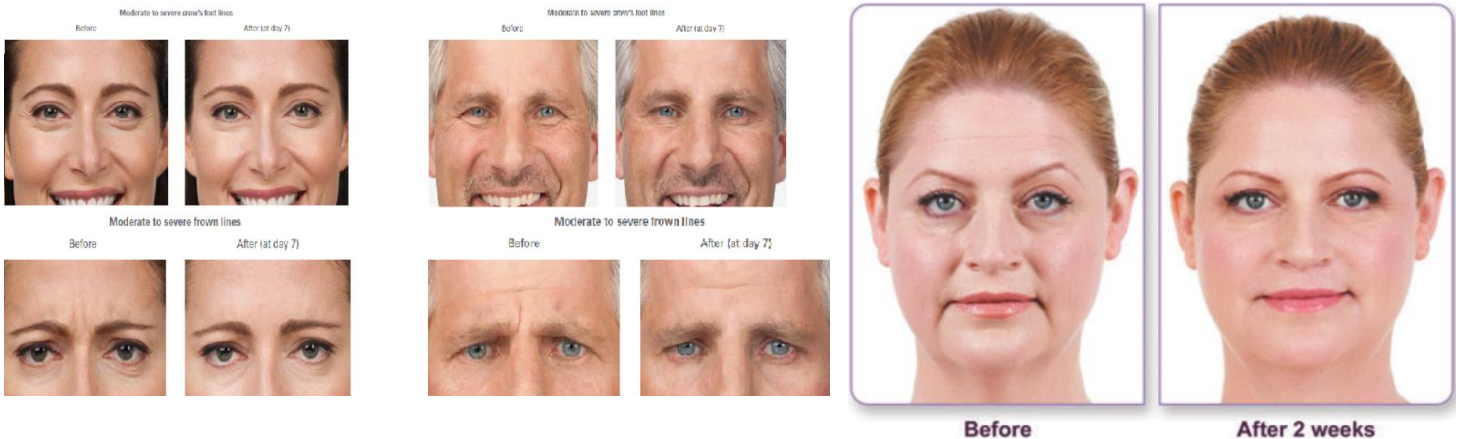 Moderate to severe crow's feet lines
Before After (at day 7)
Moderate to severe crow's feet lines
Before After (at day 7)
Moderate to severe frown lines
Before After (at day 7)
Moderate to severe frown lines
Before After (at day 7)
Before After 2 weeks